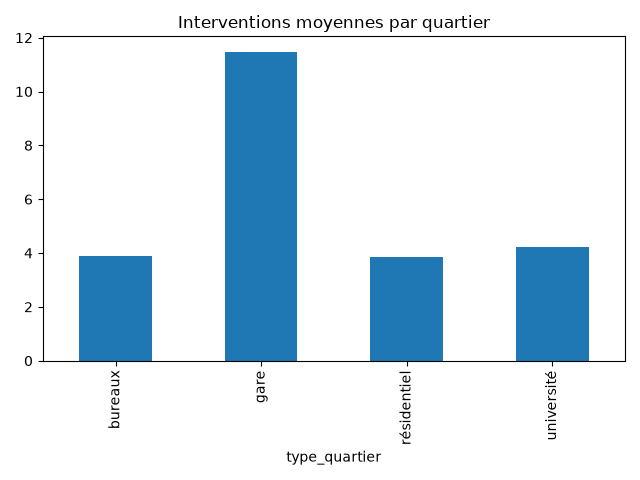 Interventions moyennes par quartier
12
10
8
6
4
2
0
bureaux
gare
résidentiel
université
type_quartier